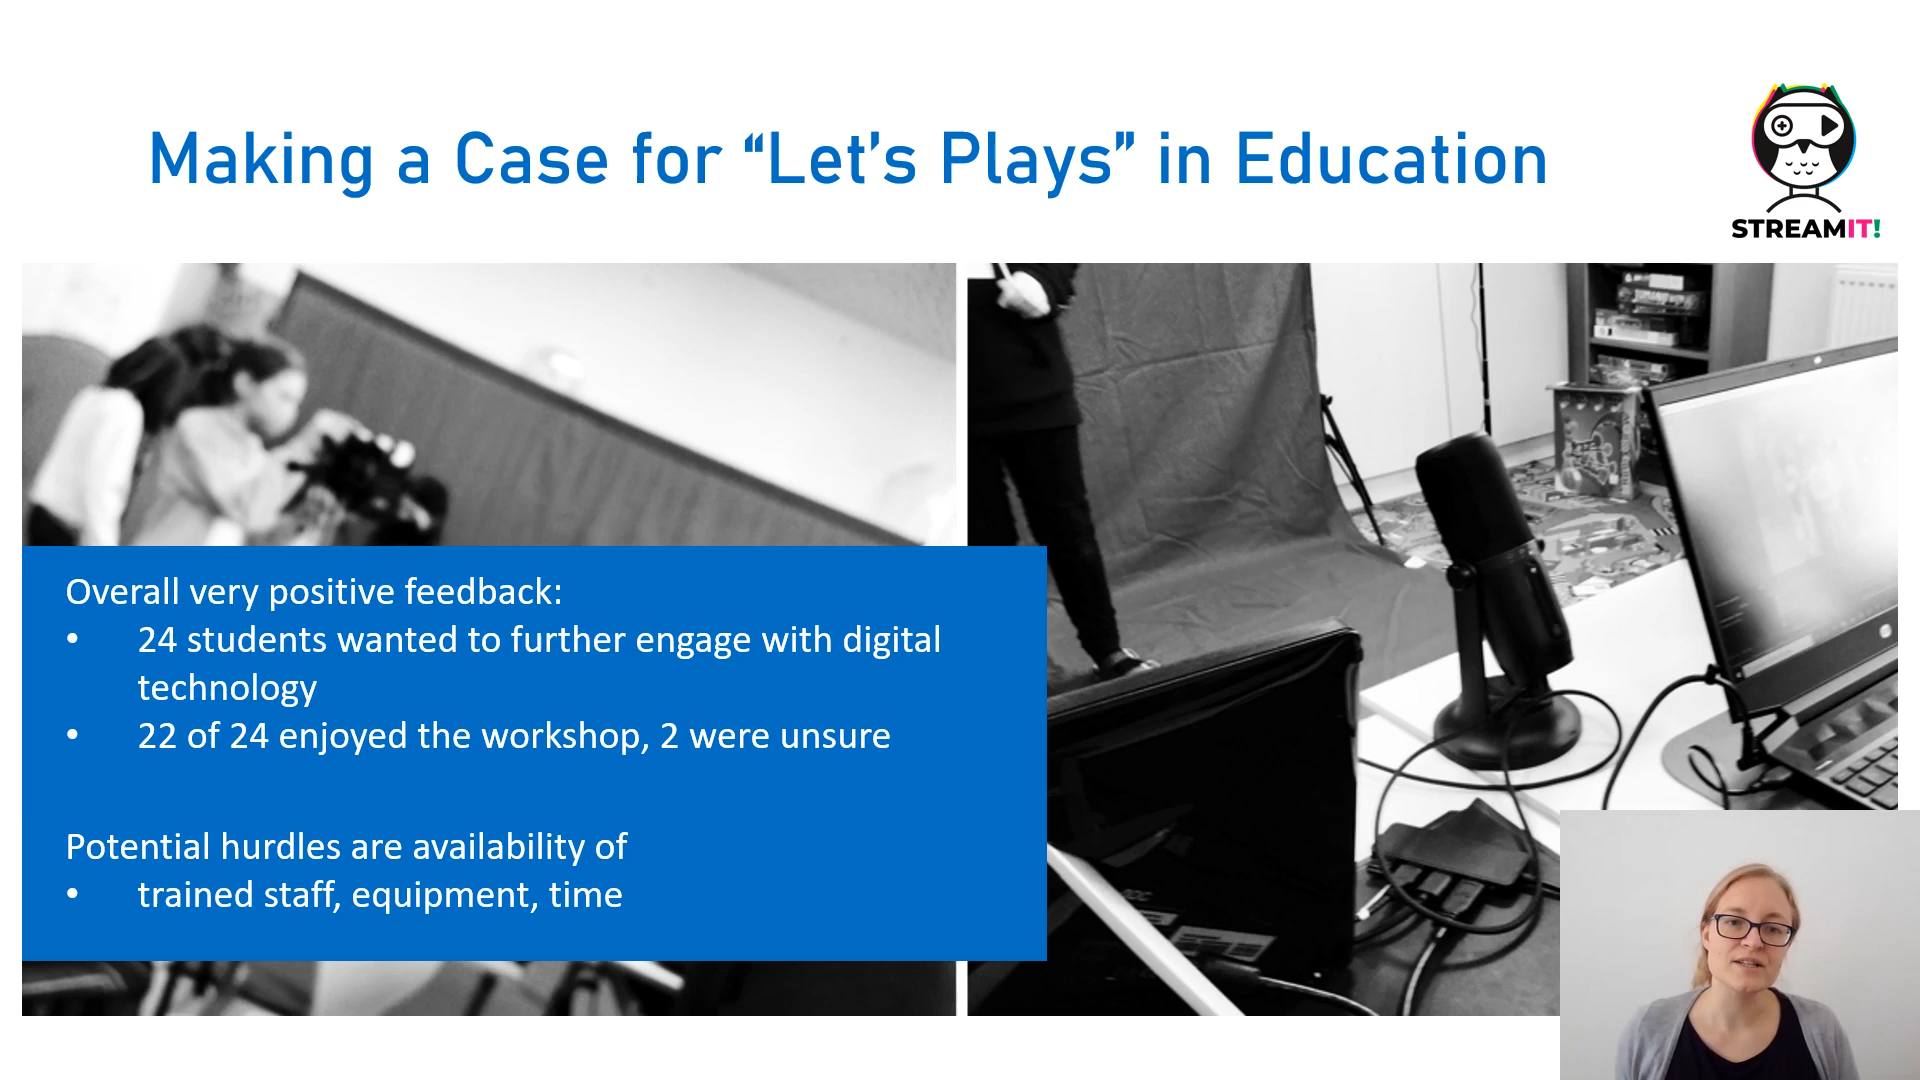 Making a Case for “Let’s Plays” in Education
STREAMIT!
Overall very positive feedback:
• 24 students wanted to further engage with digital
technology
• 22 of 24 enjoyed the workshop, 2 were unsure
Potential hurdles are availability of
• trained staff, equipment, time